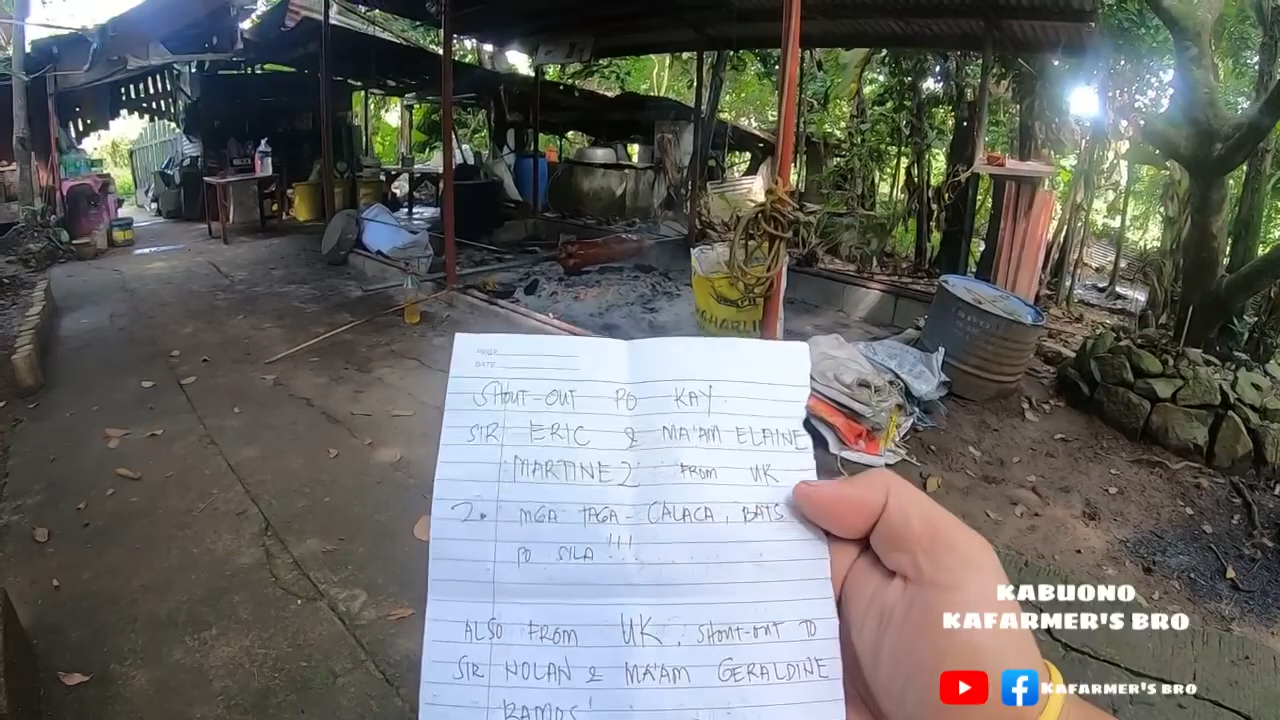 NAME
DATE
SHOUT-OUT PO KAY
SIR ERIC & MA'AM ELAINE
MARTINEZ FROM UK
2. MGA TAGA-CALACA, BATS
PO SILA !!!
ALSO FROM UK, SHOUT-OUT TO
SIR NOLAN & MA'AM GERALDINE
RAMOS
KABUONO
KAFARMER'S BRO
KAFARMER'S BRO